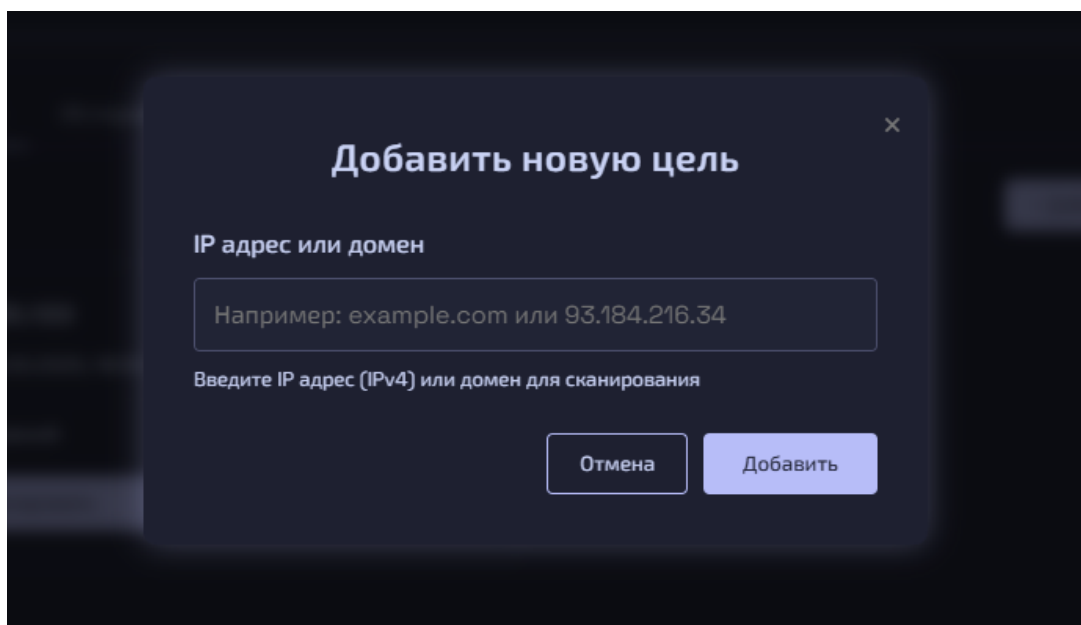 ×
Добавить новую цель
IP адрес или домен
Например: example.com или 93.184.216.34
Введите IP адрес (IPv4) или домен для сканирования
Отмена
Добавить